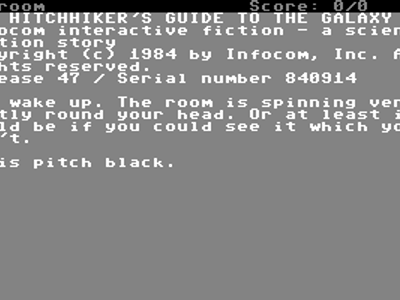 room Score: 0/0
HITCHHIKER'S GUIDE TO THE GALAXY
ocom interactive fiction - a scien
tion story
yright (c) 1984 by Infocom, Inc. A
hts reserved.
ease 47 / Serial number 840914
wake up. The room is spinning ver
tly round your head. Or at least i
ld be if you could see it which yo
't.
is pitch black.